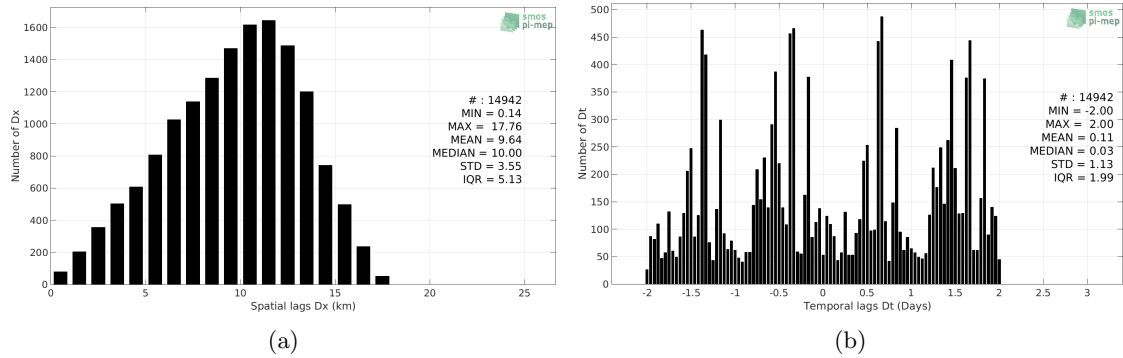 smos
pi-mep
Number of Dx
1600
1400
1200
1000
800
600
400
200
0
# : 14942
MIN = 0.14
MAX = 17.76
MEAN = 9.64
MEDIAN = 10.00
STD = 3.55
IQR = 5.13
0 5 10 15 20 25
Spatial lags Dx (km)
(a)
smos
pi-mep
Number of Dt
500
450
400
350
300
250
200
150
100
50
0
# : 14942
MIN = -2.00
MAX = 2.00
MEAN = 0.11
MEDIAN = 0.03
STD = 1.13
IQR = 1.99
-2 -1.5 -1 -0.5 0 0.5 1 1.5 2 2.5 3
Temporal lags Dt (Days)
(b)